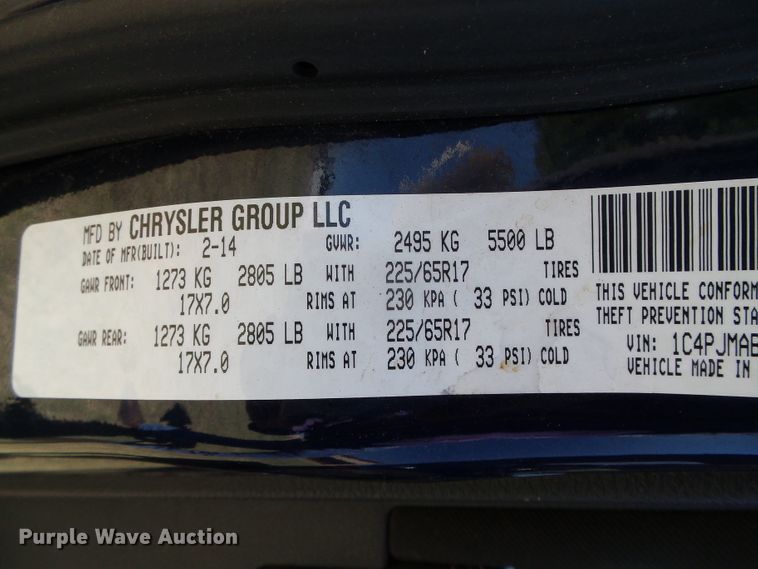 MFD BY CHRYSLER GROUP LLC
DATE OF MFR(BUILT): 2-14 GVWR: 2495 KG 5500 LB
GAWR FRONT: 1273 KG 2805 LB WITH 225/65R17 TIRES
17X7.0 RIMS AT 230 KPA ( 33 PSI) COLD
GAWR REAR: 1273 KG 2805 LB WITH 225/65R17 TIRES
17X7.0 RIMS AT 230 KPA ( 33 PSI) COLD
THIS VEHICLE CONFORM
THEFT PREVENTION STA
VIN: 1C4PJMAB
VEHICLE MADE IN
Purple Wave Auction